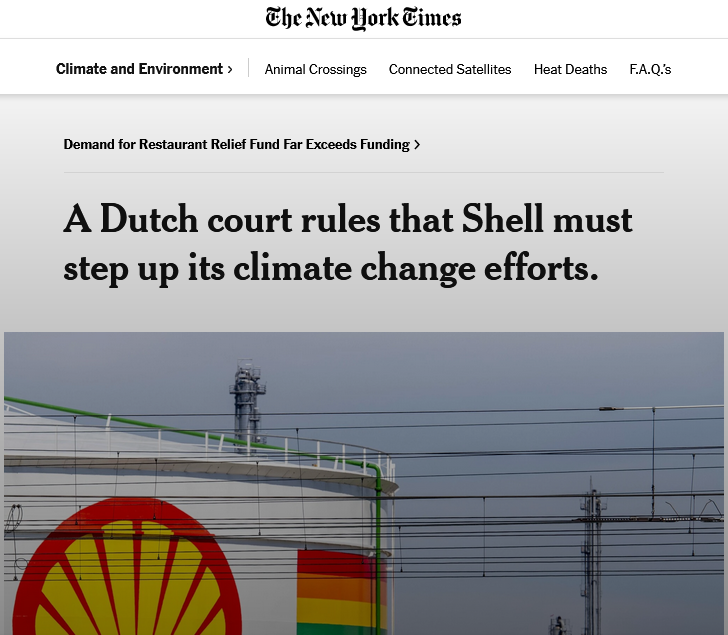 The New York Times
Climate and Environment › Animal Crossings Connected Satellites Heat Deaths F.A.Q.’s
Demand for Restaurant Relief Fund Far Exceeds Funding ›
A Dutch court rules that Shell must
step up its climate change efforts.